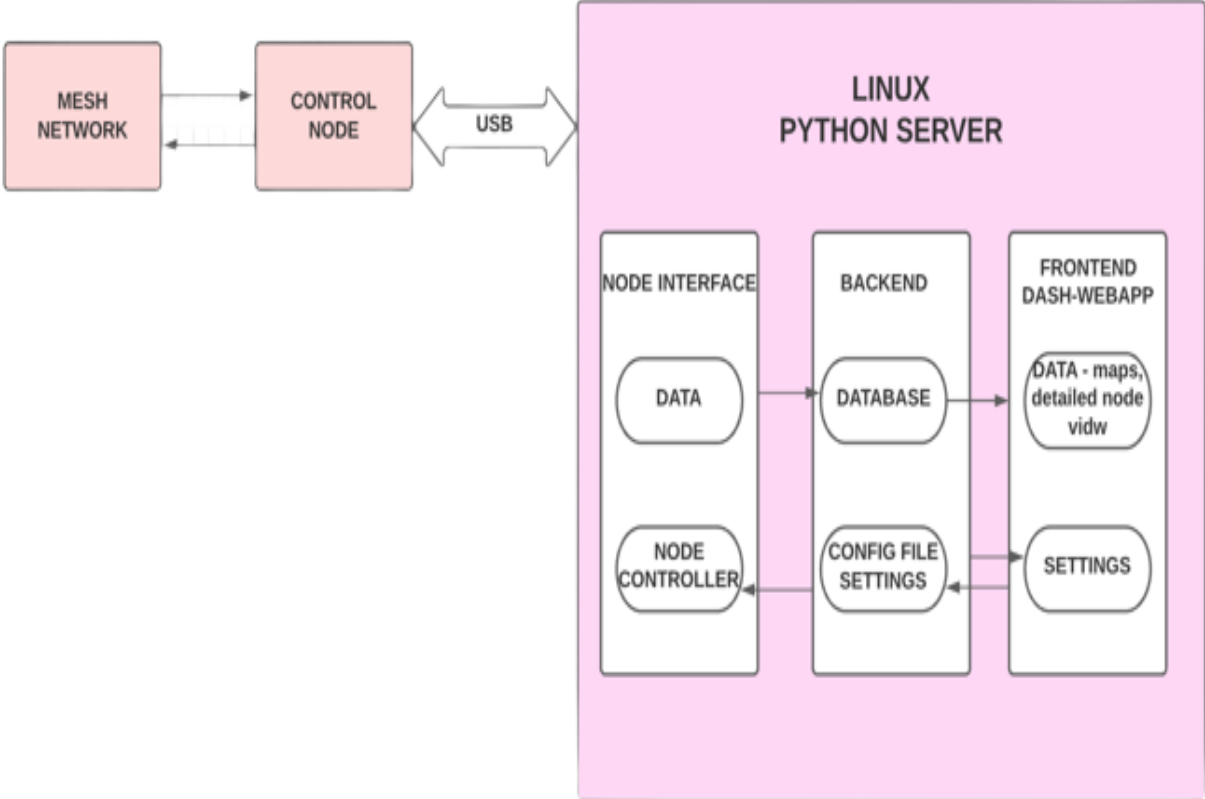 MESH
NETWORK
CONTROL
NODE
USB
LINUX
PYTHON SERVER
NODE INTERFACE
DATA
NODE
CONTROLLER
BACKEND
DATABASE
CONFIG FILE
SETTINGS
FRONTEND
DASH-WEBAPP
DATA - maps,
detailed node
vidw
SETTINGS